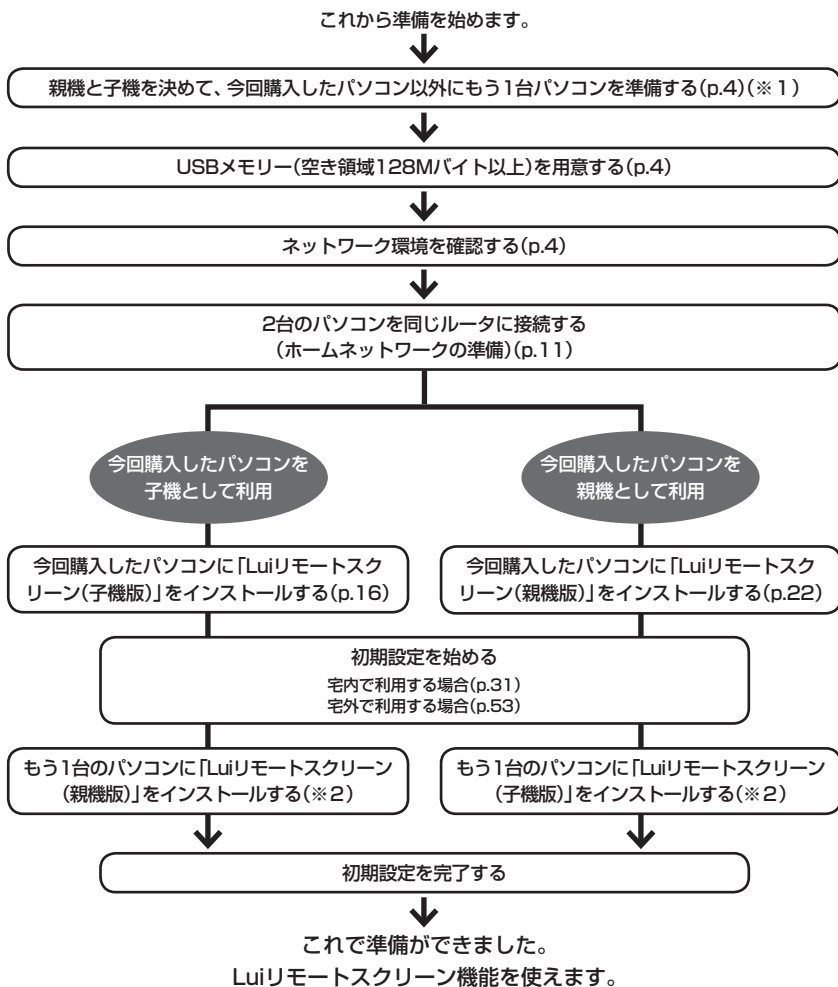 これから準備を始めます。
親機と子機を決めて、今回購入したパソコン以外にもう1台パソコンを準備する(p.4)(※1)
USBメモリー(空き領域128Mバイト以上)を用意する(p.4)
ネットワーク環境を確認する(p.4)
2台のパソコンを同じルータに接続する
(ホームネットワークの準備)(p.11)
今回購入したパソコンを
子機として利用
今回購入したパソコンを
親機として利用
今回購入したパソコンに「Luiリモートスク
リーン(子機版)」をインストールする(p.16)
今回購入したパソコンに「Luiリモートスク
リーン(親機版)」をインストールする(p.22)
初期設定を始める
宅内で利用する場合(p.31)
宅外で利用する場合(p.53)
もう1台のパソコンに「Luiリモートスクリーン
(親機版)」をインストールする(※2)
もう1台のパソコンに「Luiリモートスクリーン
(子機版)」をインストールする(※2)
初期設定を完了する
これで準備ができました。
Luiリモートスクリーン機能を使えます。